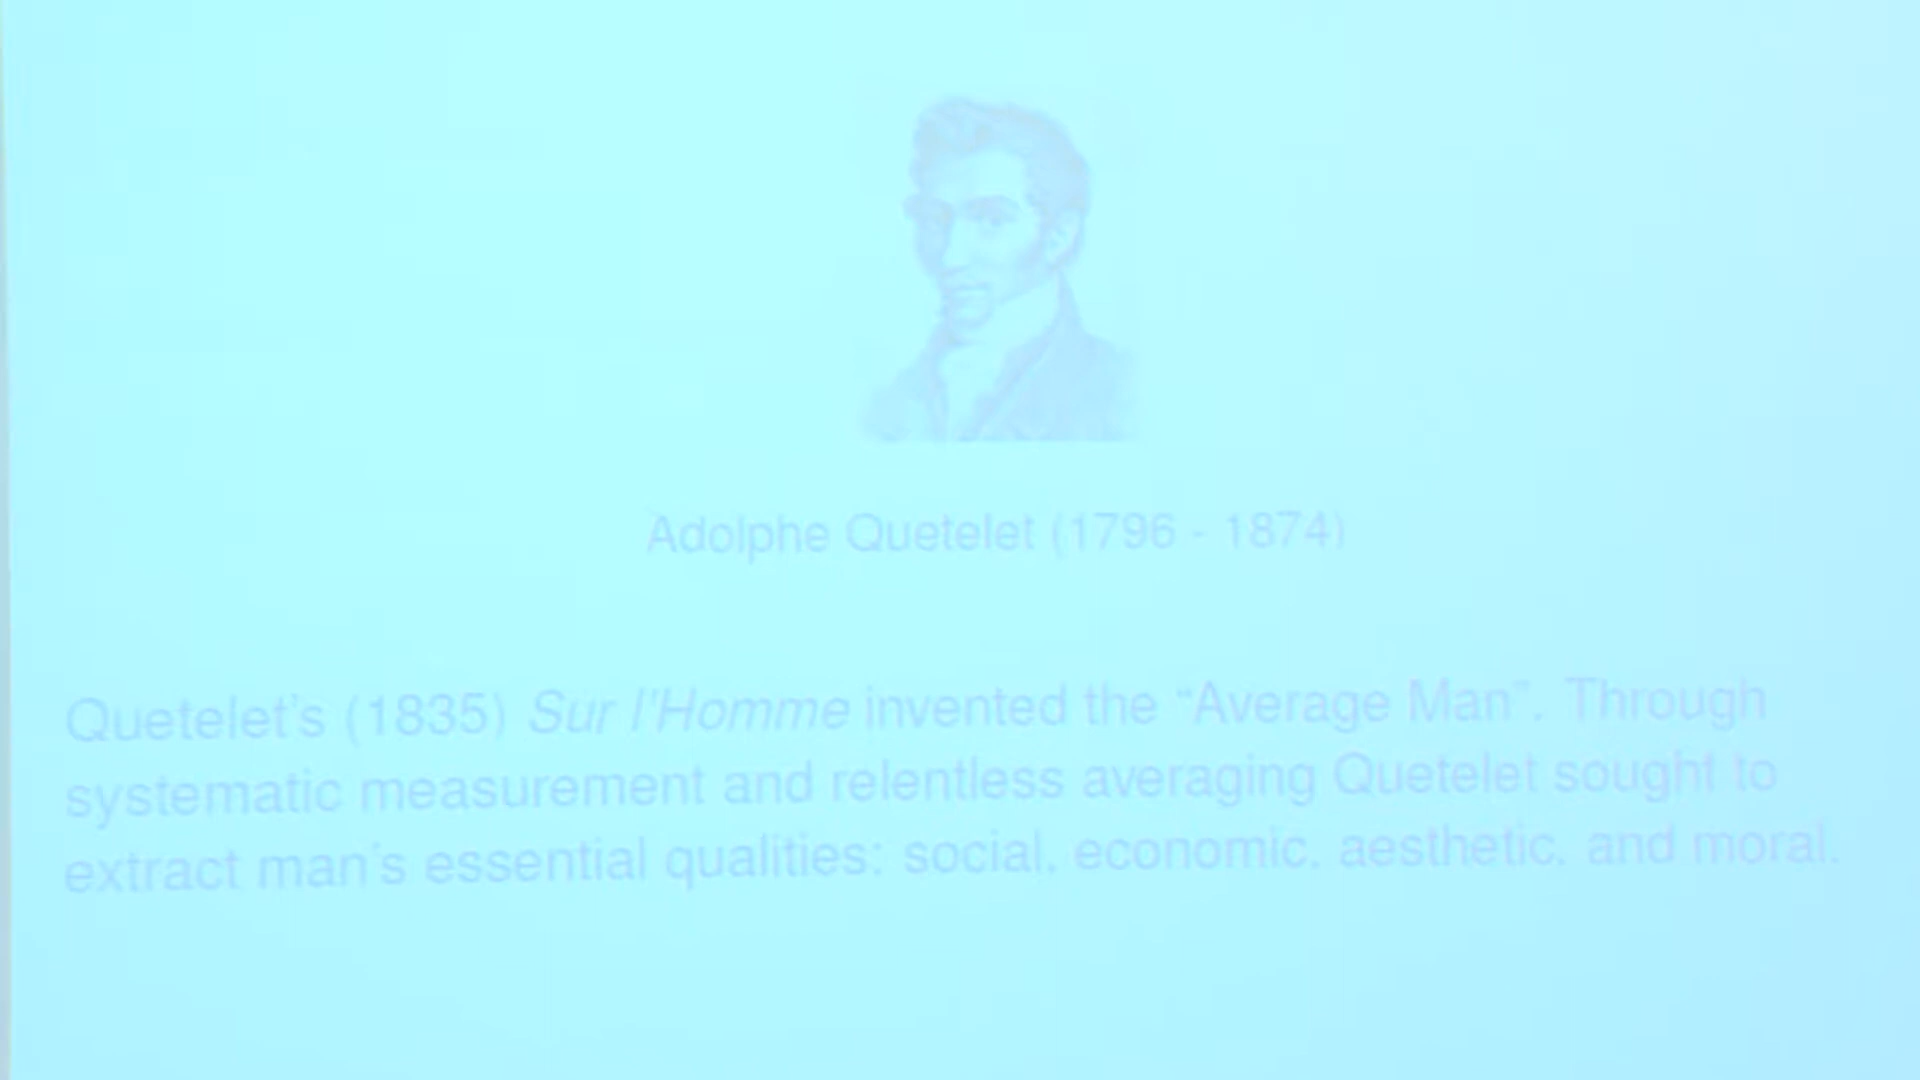 Adolphe Quetelet (1796 - 1874)
Quetelet's (1835) Sur l'Homme invented the "Average Man". Through
systematic measurement and relentless averaging Quetelet sought to
extract man's essential qualities: social, economic, aesthetic, and moral.